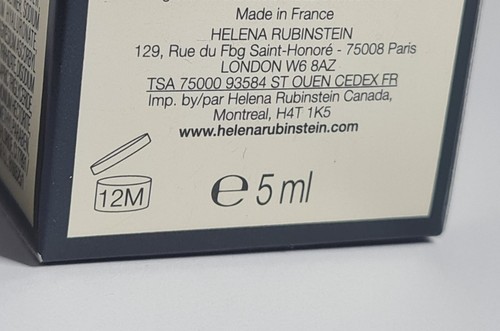 Made in France
HELENA RUBINSTEIN
129, Rue du Fbg Saint-Honoré - 75008 Paris
LONDON W6 8AZ
TSA 75000 93584 ST OUEN CEDEX FR
Imp. by/par Helena Rubinstein Canada,
Montreal, H4T 1K5
www.helenarubinstein.com
12M
e 5 ml